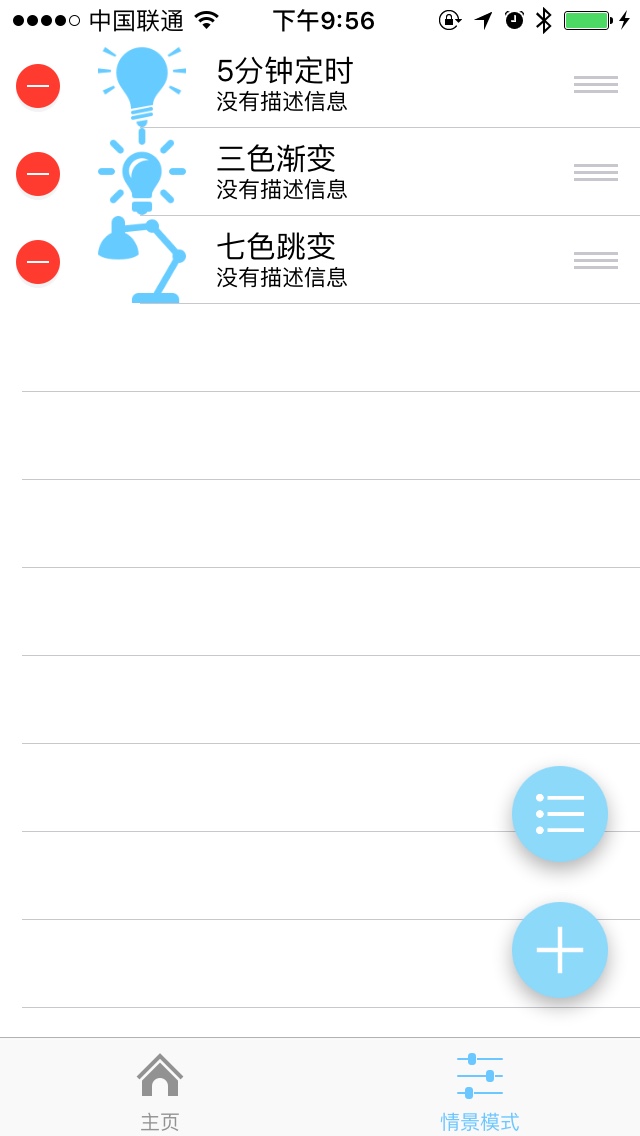 中国联通 下午9:56
5分钟定时
没有描述信息
三色渐变
没有描述信息
七色跳变
没有描述信息
主页 情景模式